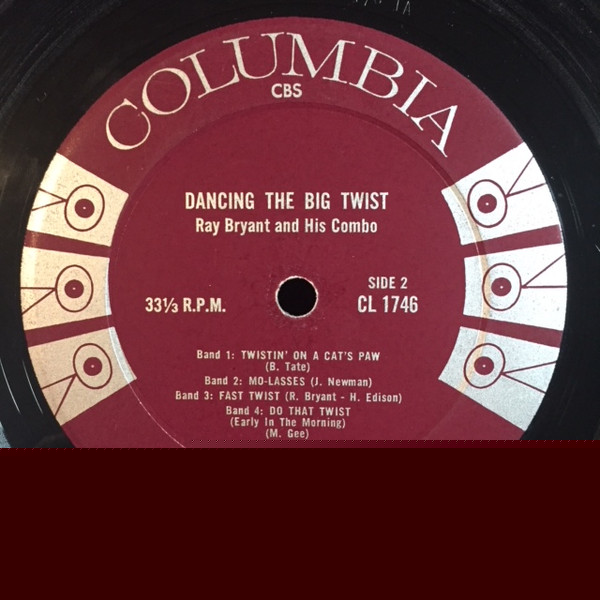 COLUMBIA
CBS
DANCING THE BIG TWIST
Ray Bryant and His Combo
SIDE 2
33⅓ R.P.M. CL 1746
Band 1: TWISTIN' ON A CAT'S PAW
(B. Tate)
Band 2: MO-LASSES (J. Newman)
Band 3: FAST TWIST (R. Bryant - H. Edison)
Band 4: DO THAT TWIST
(Early In The Morning)
(M. Gee)